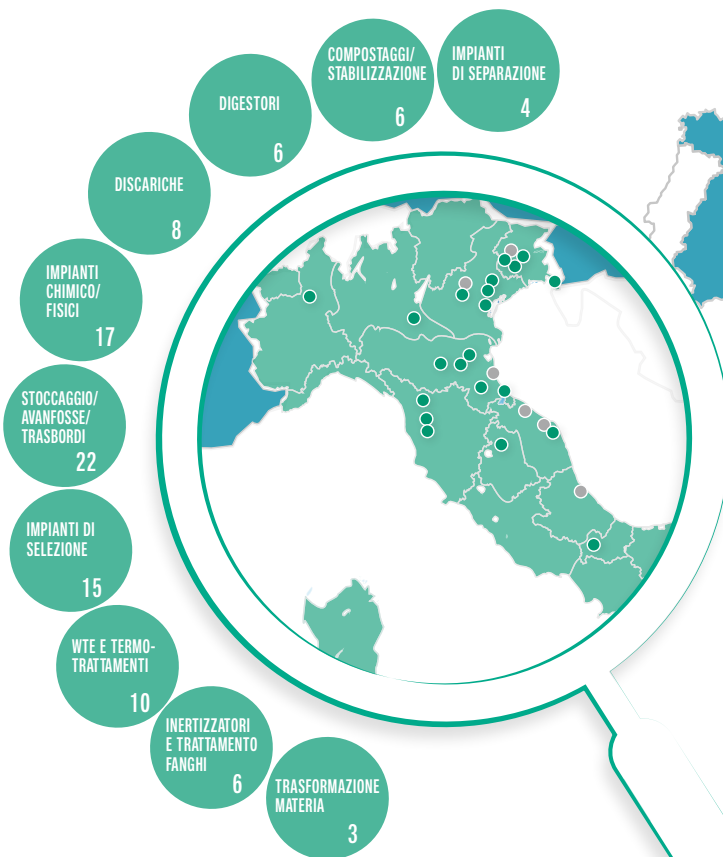 COMPOSTAGGI/
STABILIZZAZIONE
6
IMPIANTI
DI SEPARAZIONE
4
DIGESTORI
6
DISCARICHE
8
IMPIANTI
CHIMICO/
FISICI
17
STOCCAGGIO/
AVANFOSSE/
TRASBORDI
22
IMPIANTI DI
SELEZIONE
15
WTE E TERMO-
TRATTAMENTI
10
INERTIZZATORI
E TRATTAMENTO
FANGHI
6
TRASFORMAZIONE
MATERIA
3